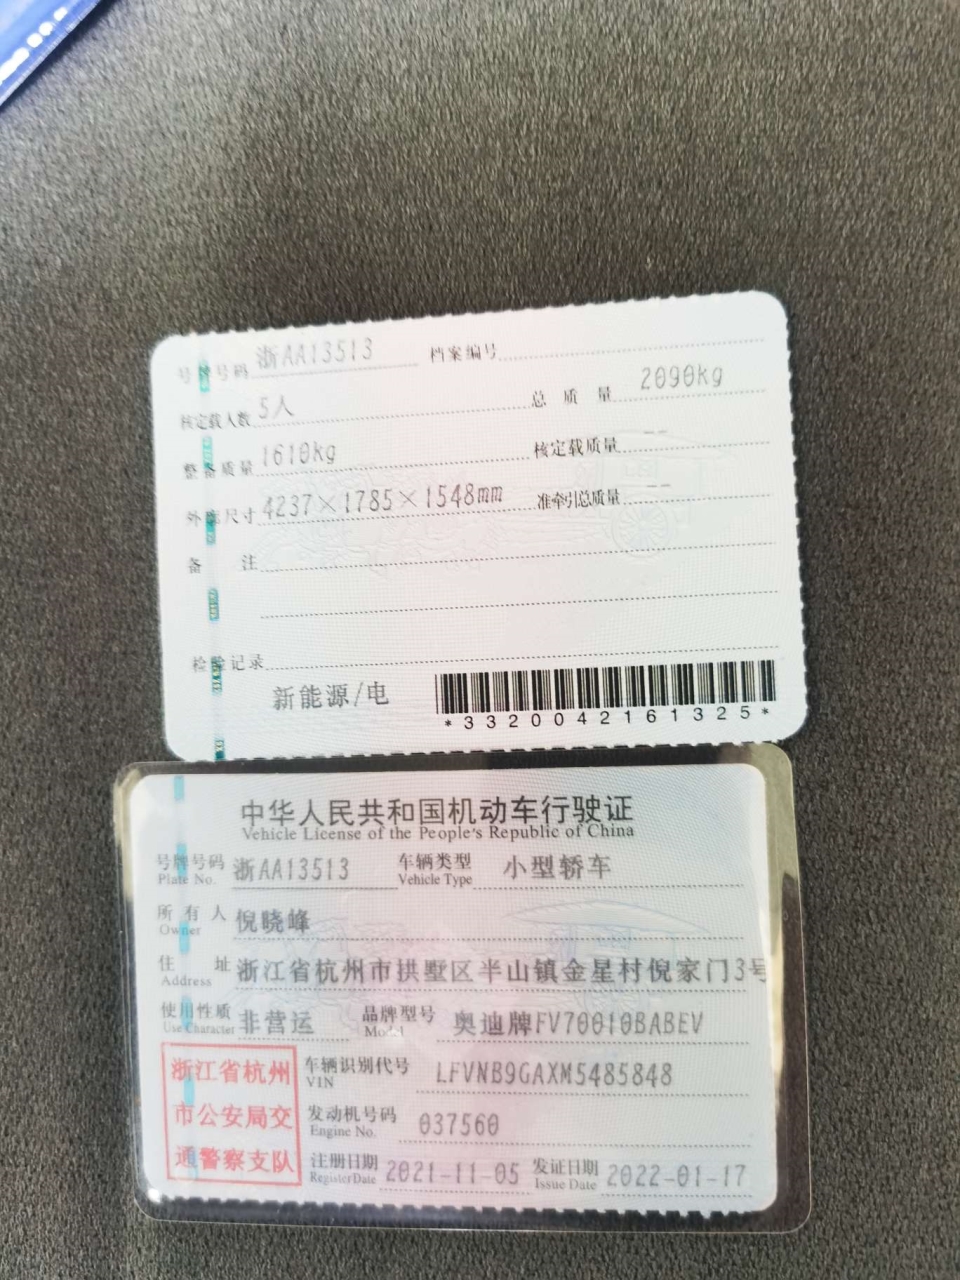 号牌号码 浙AA13513 档案编号
核定载人数 5人 总质量 2090kg
整备质量 1610kg 核定载质量 --
外廓尺寸 4237×1785×1548mm 准牵引总质量 --
备注
检验记录
新能源/电
*3320042161325*
中华人民共和国机动车行驶证
Vehicle License of the People's Republic of China
号牌号码 浙AA13513 车辆类型 小型轿车
Plate No. Vehicle Type
所有人 倪晓峰
Owner
住址 浙江省杭州市拱墅区半山镇金星村倪家门3号
Address
使用性质 非营运 品牌型号 奥迪牌FV70010BABEV
Use Character Model
浙江省杭州
市公安局交
通警察支队
车辆识别代号 LFVNB9GAXM5485848
VIN
发动机号码 037560
Engine No.
注册日期 2021-11-05 发证日期 2022-01-17
Register Date Issue Date